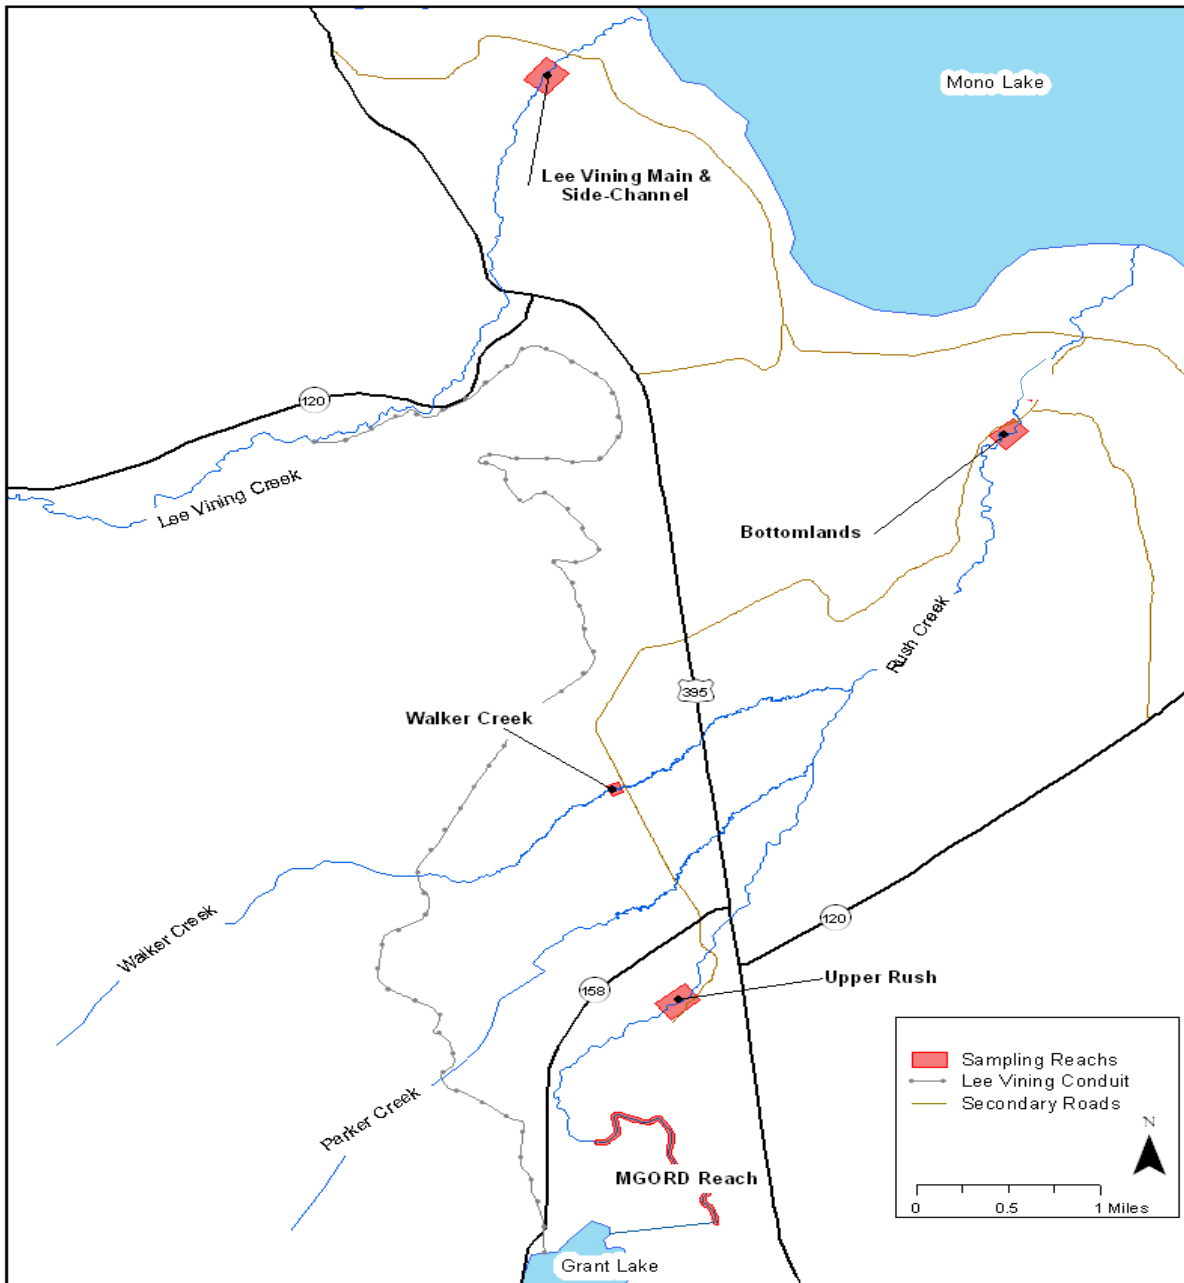 Mono Lake
Lee Vining Main &
Side-Channel
120
Lee Vining Creek
Bottomlands
Rush Creek
395
Walker Creek
Walker Creek
120
Upper Rush
158
Parker Creek
MGORD Reach
Grant Lake
Sampling Reachs
Lee Vining Conduit
Secondary Roads
N
0 0.5 1 Miles